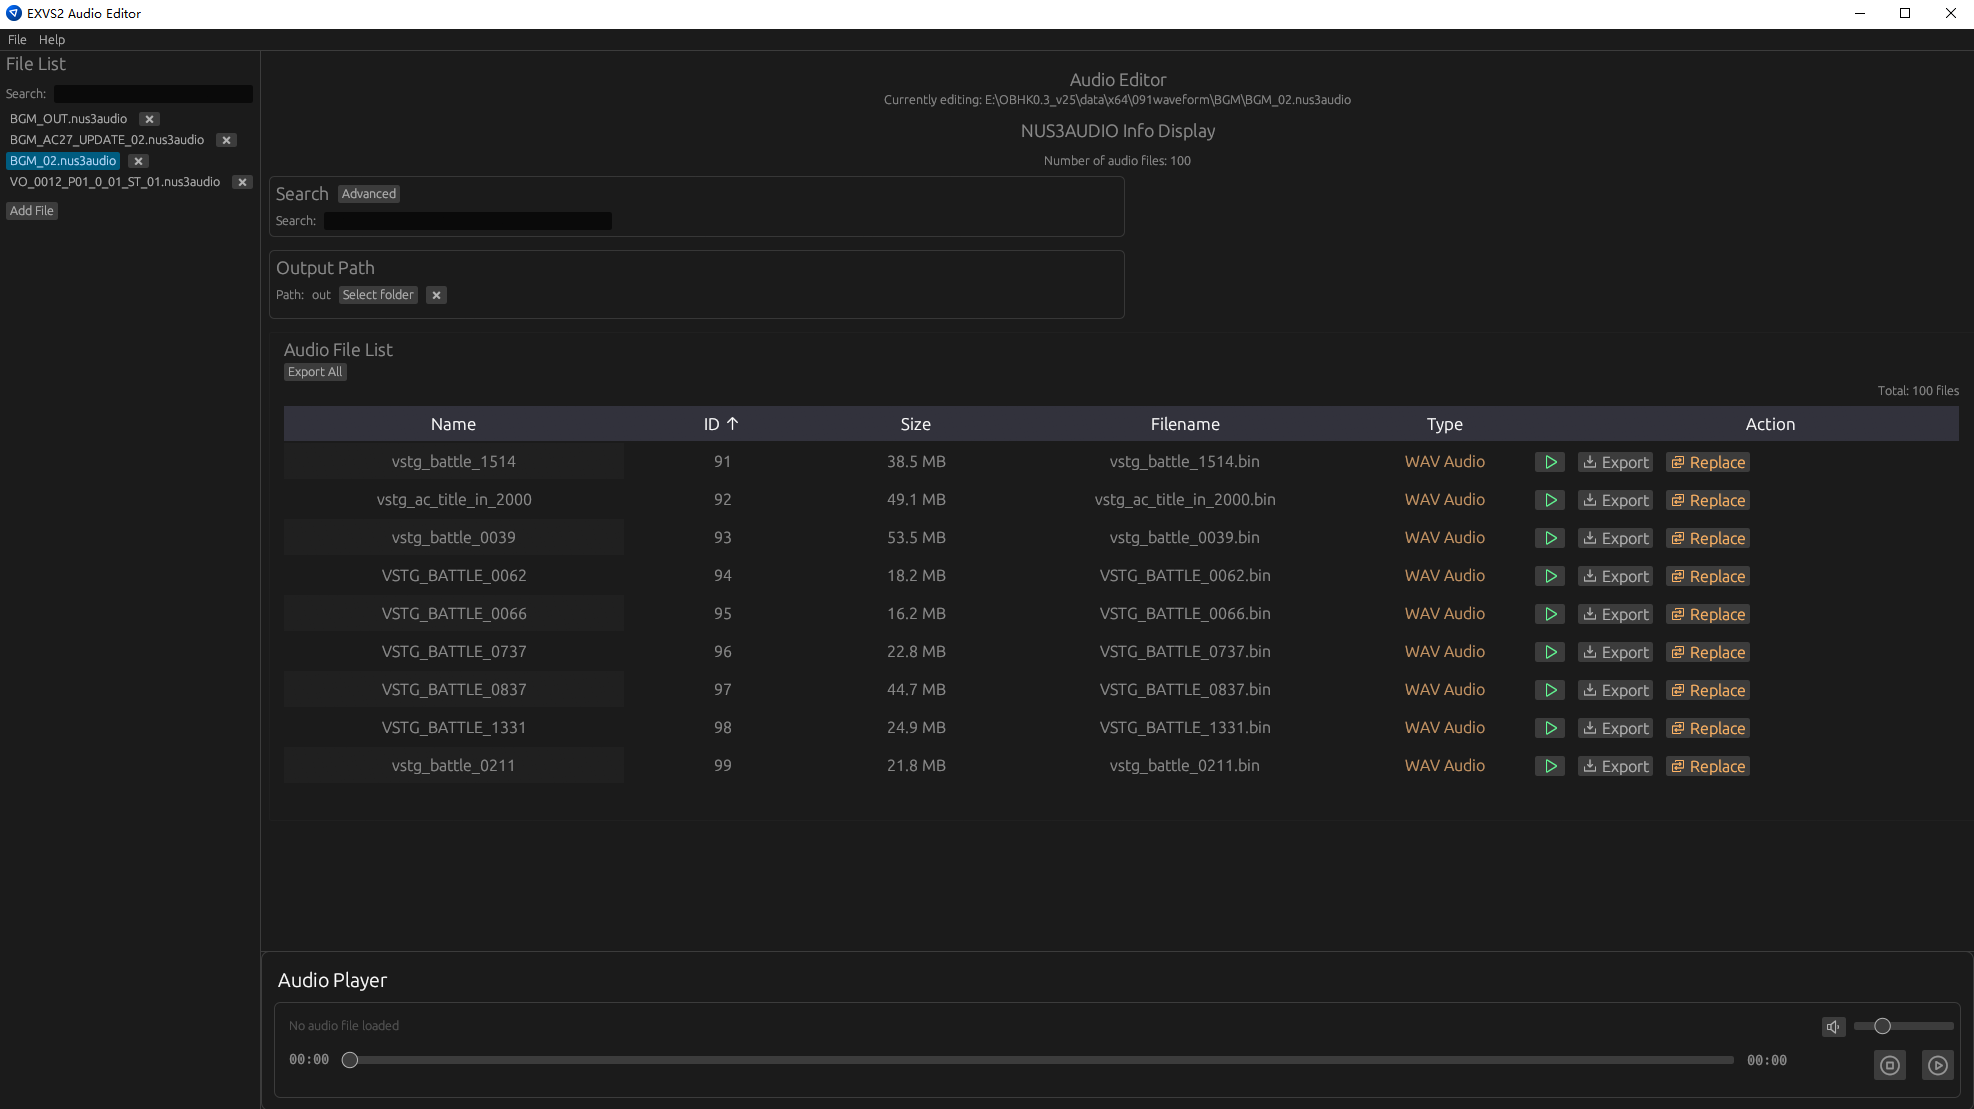 EXVS2 Audio Editor
File Help
File List
Search:
BGM_OUT.nus3audio
BGM_AC27_UPDATE_02.nus3audio
BGM_02.nus3audio
VO_0012_P01_0_01_ST_01.nus3audio
Add File
Audio Editor
Currently editing: E:\OBHK0.3_v25\data\x64\091waveform\BGM\BGM_02.nus3audio
NUS3AUDIO Info Display
Number of audio files: 100
Search Advanced
Search:
Output Path
Path: out Select folder
Audio File List
Export All
Total: 100 files
Name ID ↑ Size Filename Type Action
vstg_battle_1514 91 38.5 MB vstg_battle_1514.bin WAV Audio Export Replace
vstg_ac_title_in_2000 92 49.1 MB vstg_ac_title_in_2000.bin WAV Audio Export Replace
vstg_battle_0039 93 53.5 MB vstg_battle_0039.bin WAV Audio Export Replace
VSTG_BATTLE_0062 94 18.2 MB VSTG_BATTLE_0062.bin WAV Audio Export Replace
VSTG_BATTLE_0066 95 16.2 MB VSTG_BATTLE_0066.bin WAV Audio Export Replace
VSTG_BATTLE_0737 96 22.8 MB VSTG_BATTLE_0737.bin WAV Audio Export Replace
VSTG_BATTLE_0837 97 44.7 MB VSTG_BATTLE_0837.bin WAV Audio Export Replace
VSTG_BATTLE_1331 98 24.9 MB VSTG_BATTLE_1331.bin WAV Audio Export Replace
vstg_battle_0211 99 21.8 MB vstg_battle_0211.bin WAV Audio Export Replace
Audio Player
No audio file loaded
00:00 00:00